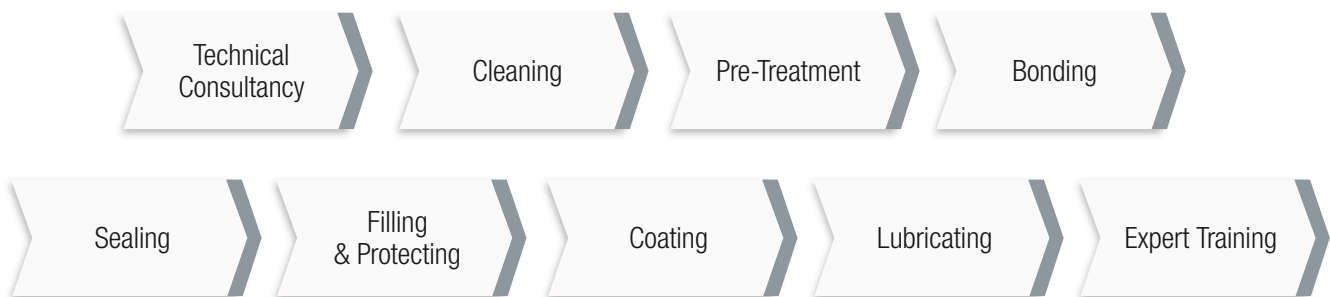 Technical
Consultancy
Cleaning
Pre-Treatment
Bonding
Sealing
Filling
& Protecting
Coating
Lubricating
Expert Training